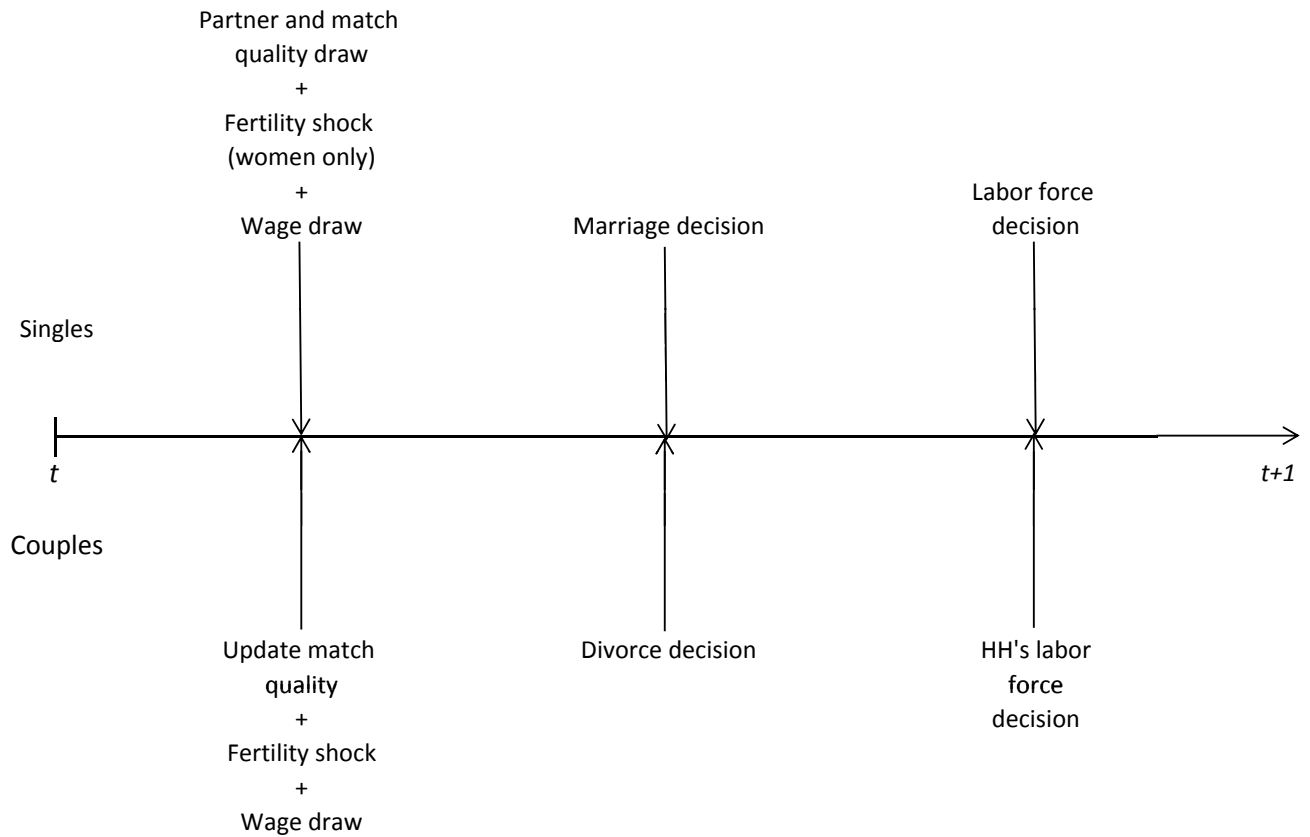 Partner and match
quality draw
+
Fertility shock
(women only)
+
Wage draw
Marriage decision
Labor force
decision
Singles
t
t+1
Couples
Update match
quality
+
Fertility shock
+
Wage draw
Divorce decision
HH's labor
force
decision